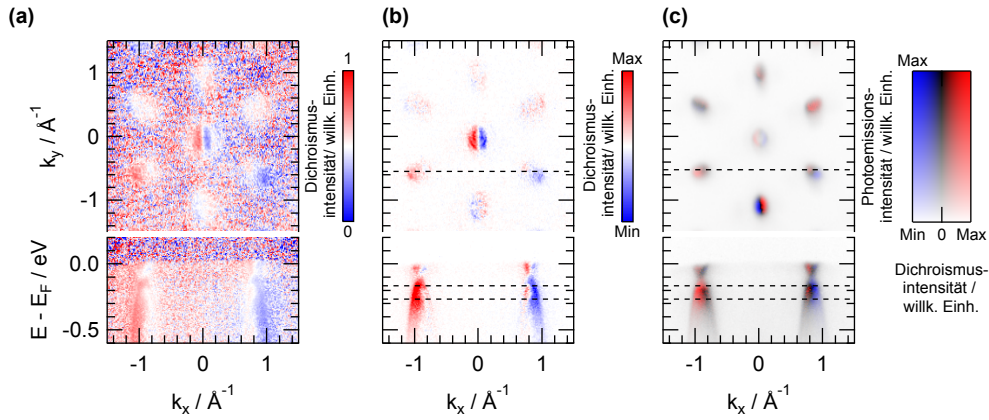 (a)
(b)
(c)
k_y / Å⁻¹
1
0
-1
E - E_F / eV
0.0
-0.5
-1
0
1
k_x / Å⁻¹
1
Dichroismus-
intensität/ willk. Einh.
0
-1
0
1
k_x / Å⁻¹
Max
Dichroismus-
intensität/ willk. Einh.
Min
-1
0
1
k_x / Å⁻¹
Max
Photoemissions-
intensität/ willk. Einh.
Min 0 Max
Dichroismus-
intensität /
willk. Einh.